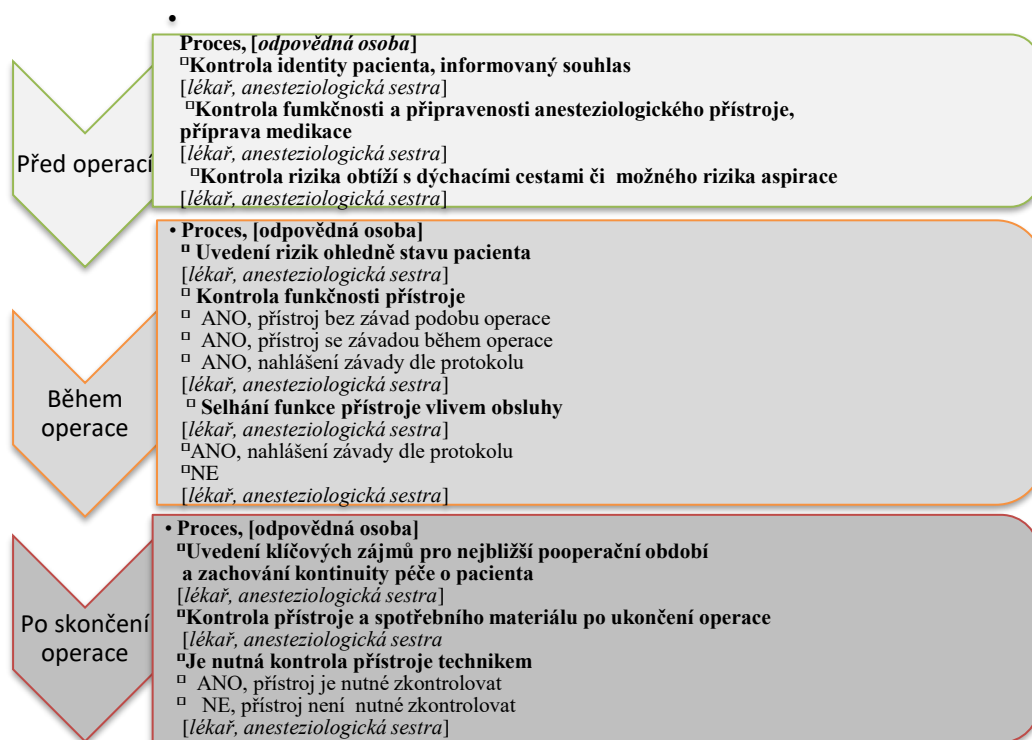 •
Proces, [odpovědná osoba]
□Kontrola identity pacienta, informovaný souhlas
[lékař, anesteziologická sestra]
□Kontrola fumkčnosti a připravenosti anesteziologického přístroje,
příprava medikace
[lékař, anesteziologická sestra]
□Kontrola rizika obtíží s dýchacími cestami či možného rizika aspirace
[lékař, anesteziologická sestra]
Před operací
• Proces, [odpovědná osoba]
□ Uvedení rizik ohledně stavu pacienta
[lékař, anesteziologická sestra]
□ Kontrola funkčnosti přístroje
□ ANO, přístroj bez závad podobu operace
□ ANO, přístroj se závadou během operace
□ ANO, nahlášení závady dle protokolu
[lékař, anesteziologická sestra]
□ Selhání funkce přístroje vlivem obsluhy
[lékař, anesteziologická sestra]
□ANO, nahlášení závady dle protokolu
□NE
[lékař, anesteziologická sestra]
Během
operace
• Proces, [odpovědná osoba]
□Uvedení klíčových zájmů pro nejbližší pooperační období
a zachování kontinuity péče o pacienta
[lékař, anesteziologická sestra]
□Kontrola přístroje a spotřebního materiálu po ukončení operace
[lékař, anesteziologická sestra
□Je nutná kontrola přístroje technikem
□ ANO, přístroj je nutné zkontrolovat
□ NE, přístroj není nutné zkontrolovat
[lékař, anesteziologická sestra]
Po skončení
operace